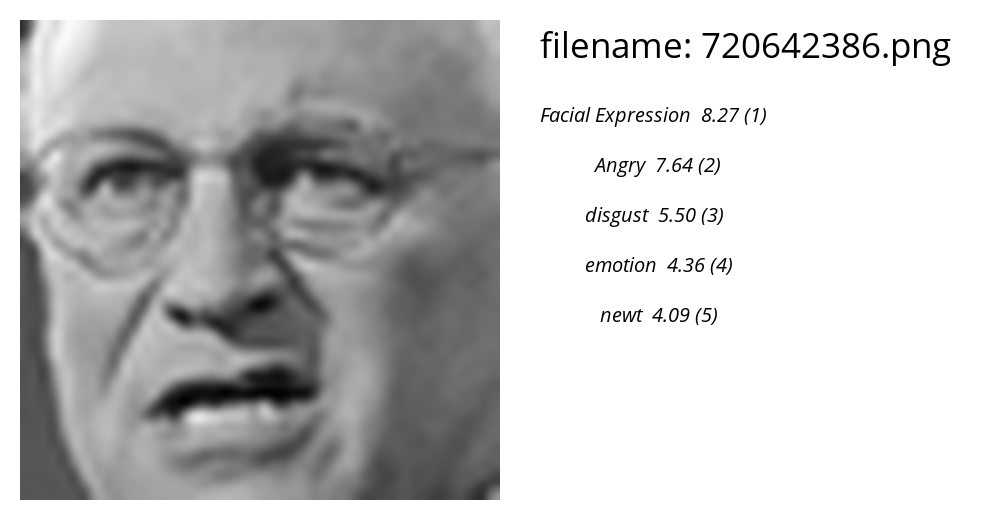 filename: 720642386.png
Facial Expression 8.27 (1)
Angry 7.64 (2)
disgust 5.50 (3)
emotion 4.36 (4)
newt 4.09 (5)